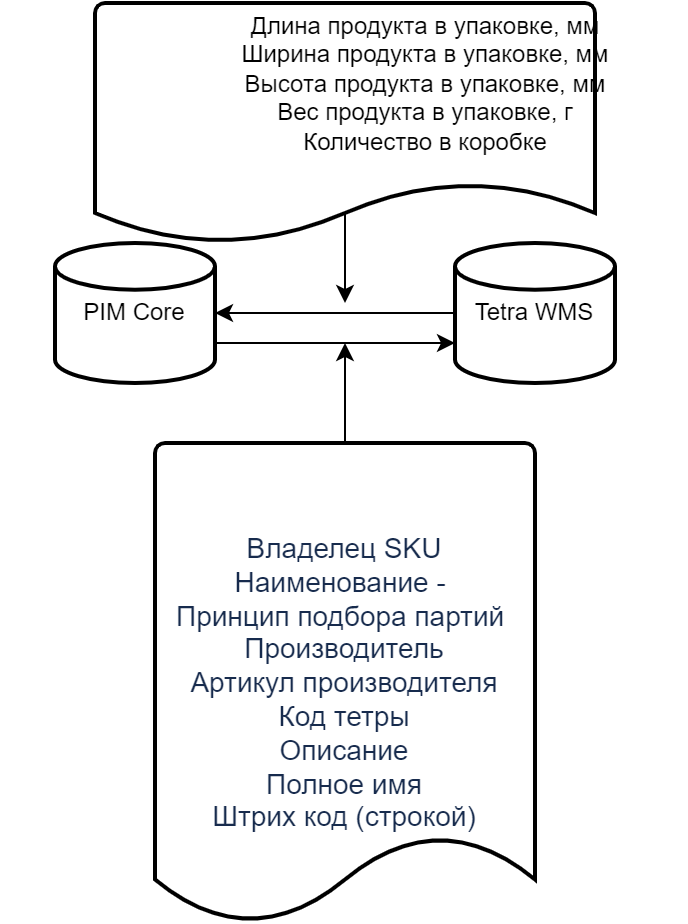 Длина продукта в упаковке, мм
Ширина продукта в упаковке, мм
Высота продукта в упаковке, мм
Вес продукта в упаковке, г
Количество в коробке
PIM Core
Tetra WMS
Владелец SKU
Наименование -
Принцип подбора партий
Производитель
Артикул производителя
Код тетры
Описание
Полное имя
Штрих код (строкой)